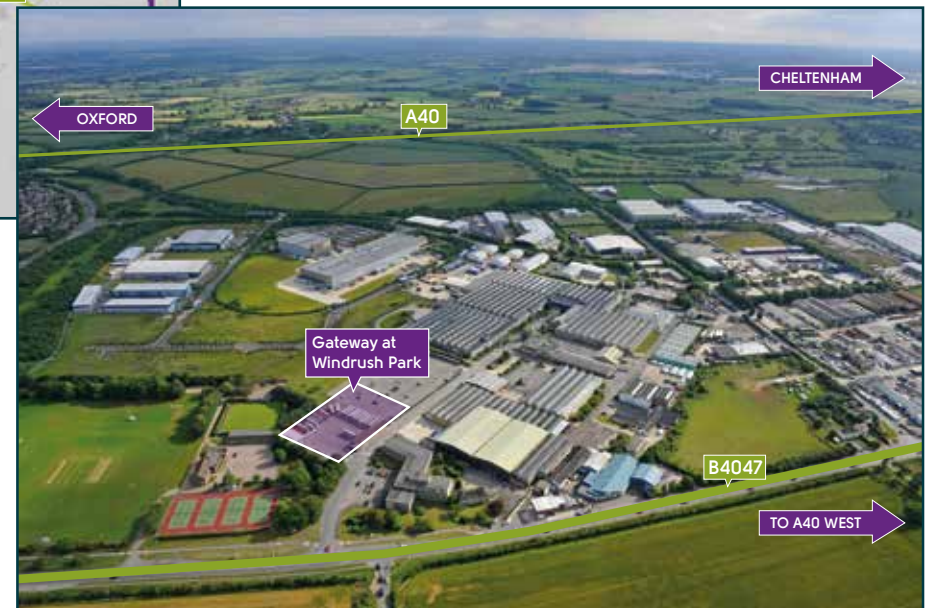 CHELTENHAM
OXFORD
A40
Gateway at
Windrush Park
B4047
TO A40 WEST